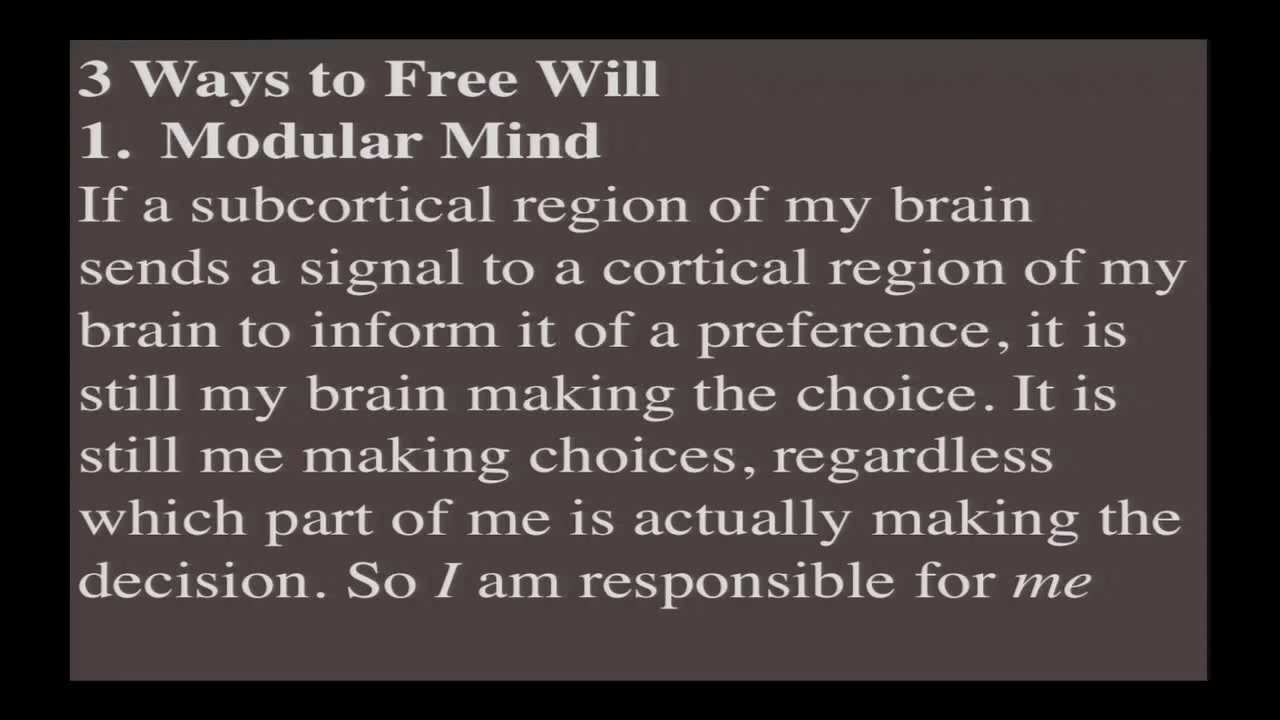 3 Ways to Free Will
1. Modular Mind
If a subcortical region of my brain
sends a signal to a cortical region of my
brain to inform it of a preference, it is
still my brain making the choice. It is
still me making choices, regardless
which part of me is actually making the
decision. So I am responsible for me